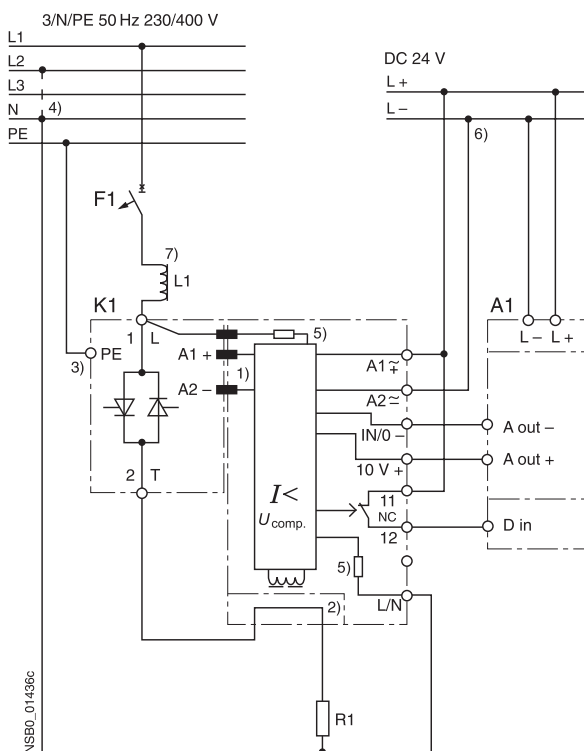 3/N/PE 50 Hz 230/400 V
L1
L2
L3
N 4)
PE
DC 24 V
L +
L –
6)
F1
7)
L1
K1
A1
1 L
5)
L – L +
3) PE
A1 +
1)
A1 ≂ +
A2 –
A2 ≂ –
IN/0 –
A out –
10 V +
A out +
2 T
I<
U comp.
11
NC
12
D in
5)
2)
L/N
R1
NSB0_01436c